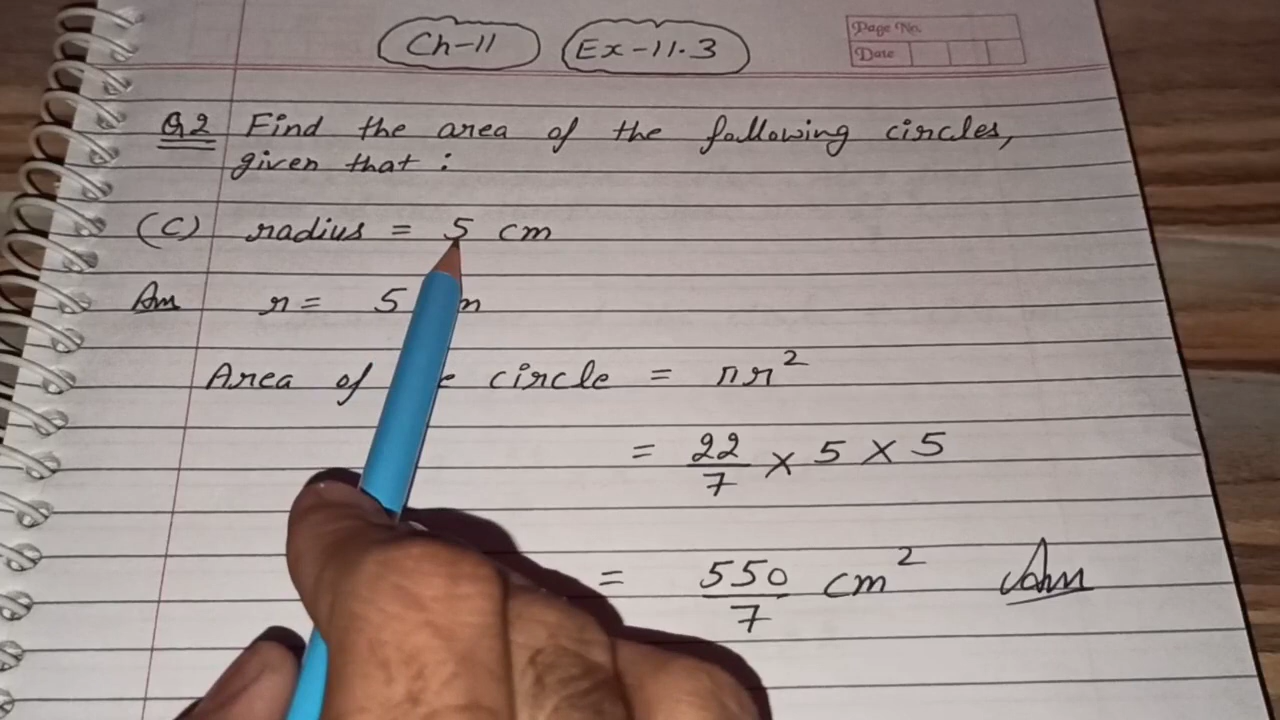 Ch-11 Ex-11.3
Page No.
Date
Q2 Find the area of the following circles,
given that :
(C) radius = 5 cm
Ans r = 5
Area of circle = πr²
= 22/7 × 5 × 5
= 550/7 cm² Ans